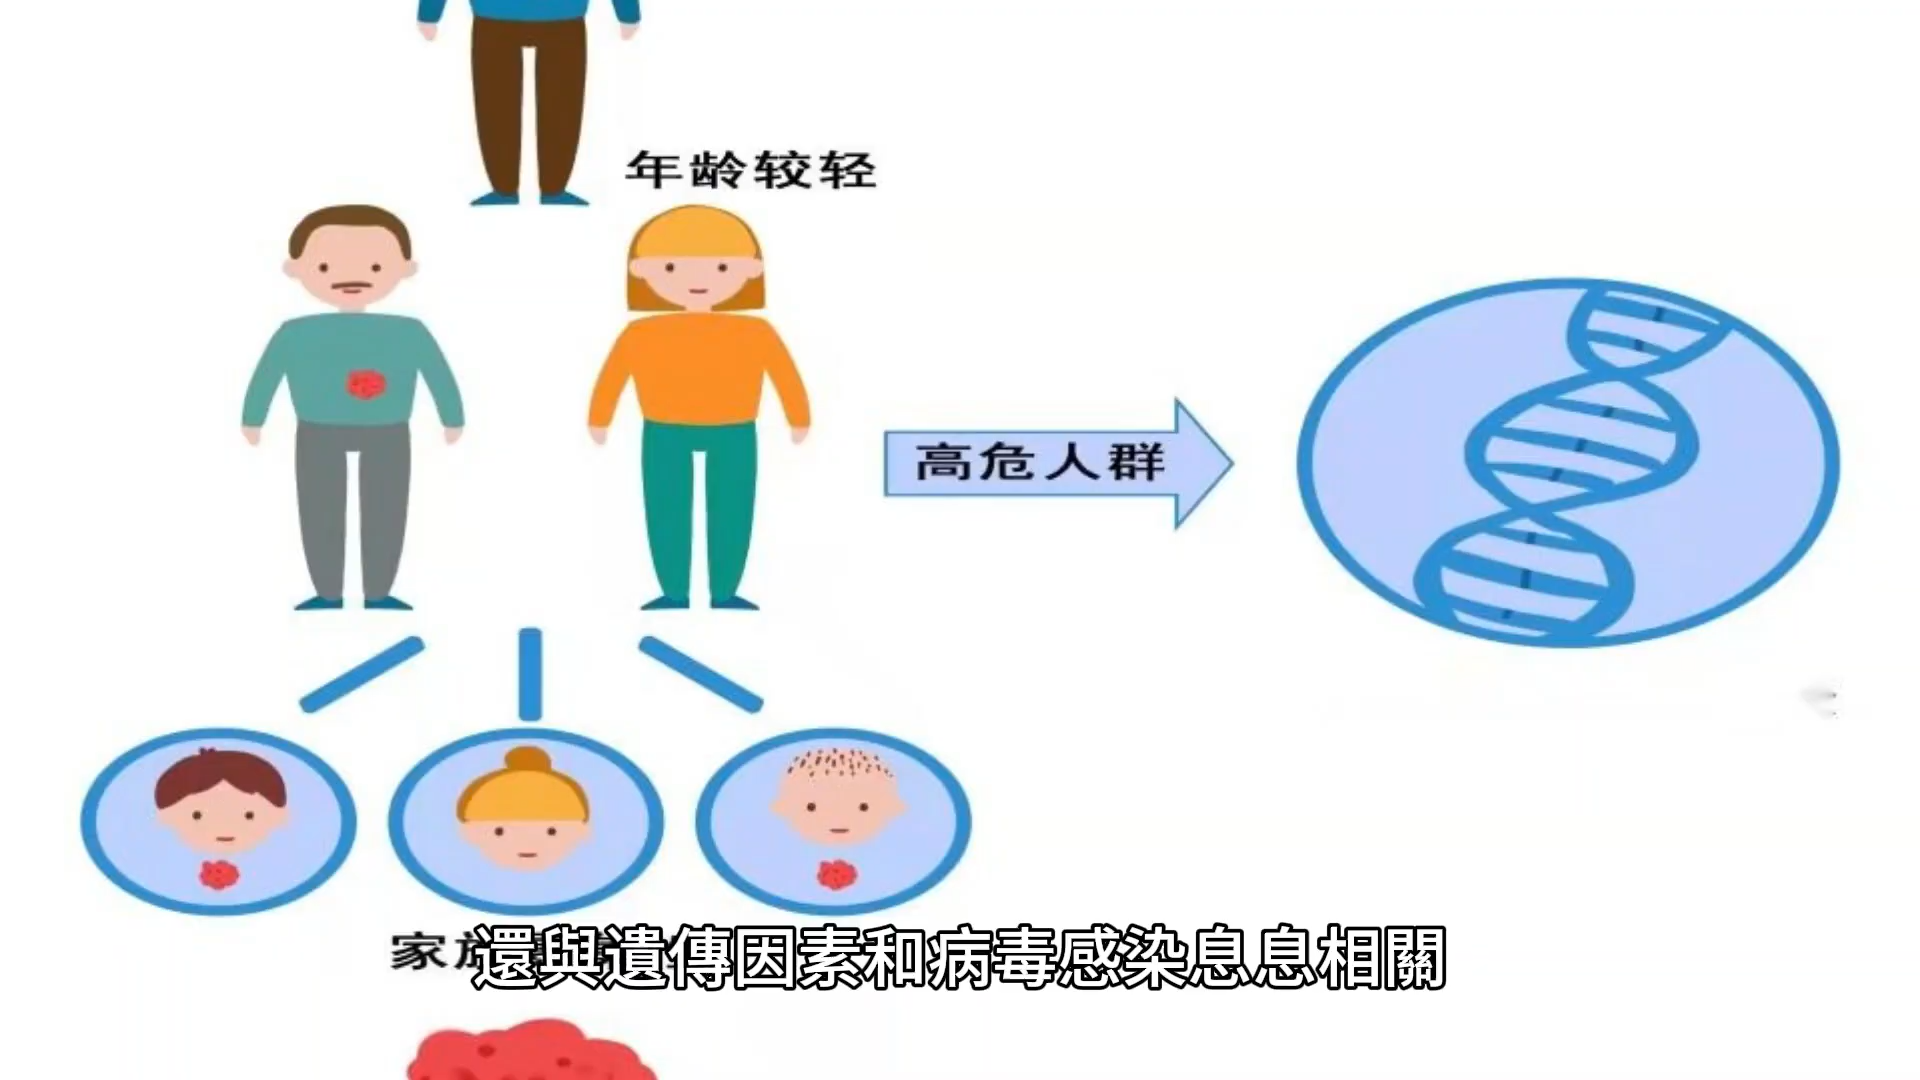 年龄较轻
高危人群
家
還與遺傳因素和病毒感染息息相關